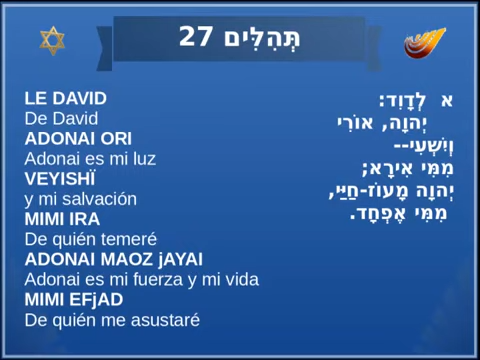 תְּהִלִּים 27
LE DAVID
De David
ADONAI ORI
Adonai es mi luz
VEYISHÏ
y mi salvación
MIMI IRA
De quién temeré
ADONAI MAOZ jAYAI
Adonai es mi fuerza y mi vida
MIMI EFjAD
De quién me asustaré
א לְדָוִד:
יְהוָה, אוֹרִי
וְיִשְׁעִי--
מִמִּי אִירָא;
יְהוָה מָעוֹז-חַיַּי,
מִמִּי אֶפְחָד.